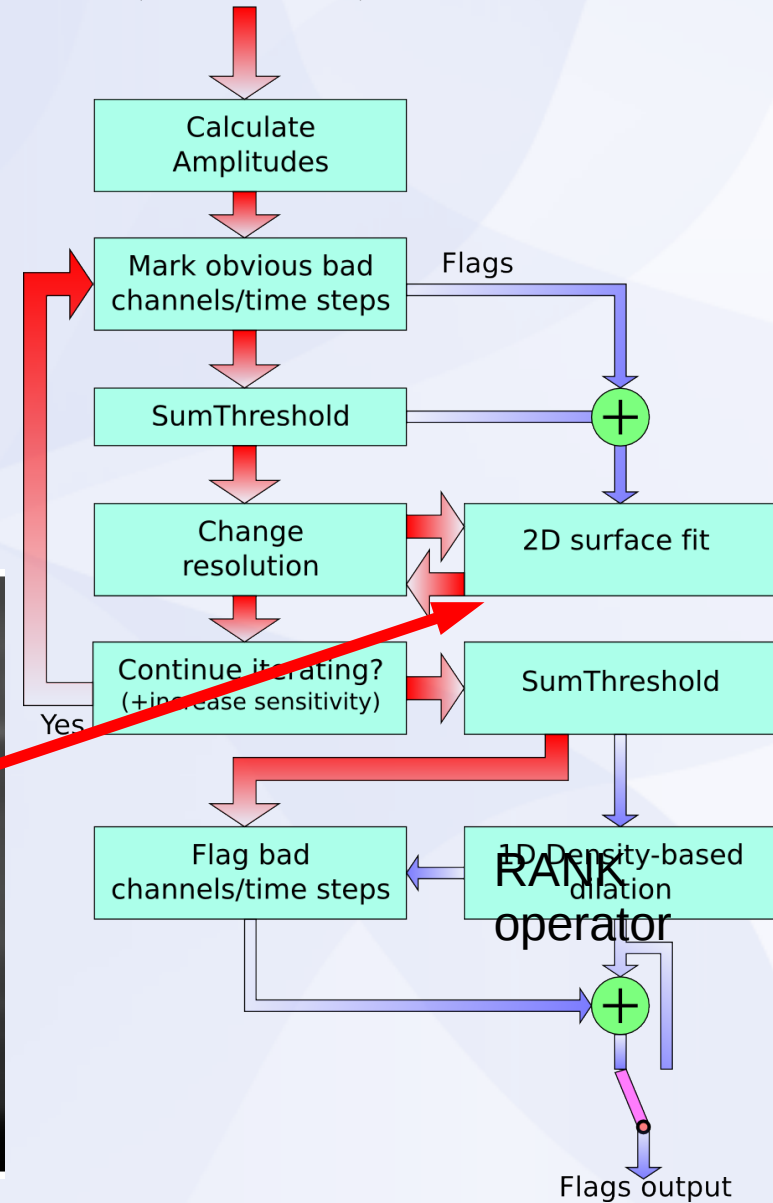 Calculate
Amplitudes
Mark obvious bad
channels/time steps
Flags
SumThreshold
+
Change
resolution
2D surface fit
Continue iterating?
(+increase sensitivity)
SumThreshold
Yes
Flag bad
channels/time steps
1D Density-based
dilation
RANK
operator
+
Flags output